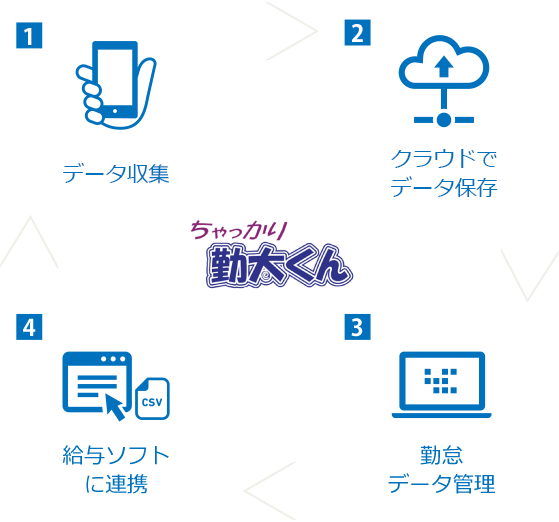 1
データ収集
2
クラウドで
データ保存
ちゃっかり
勤太くん
4
CSV
給与ソフト
に連携
3
勤怠
データ管理